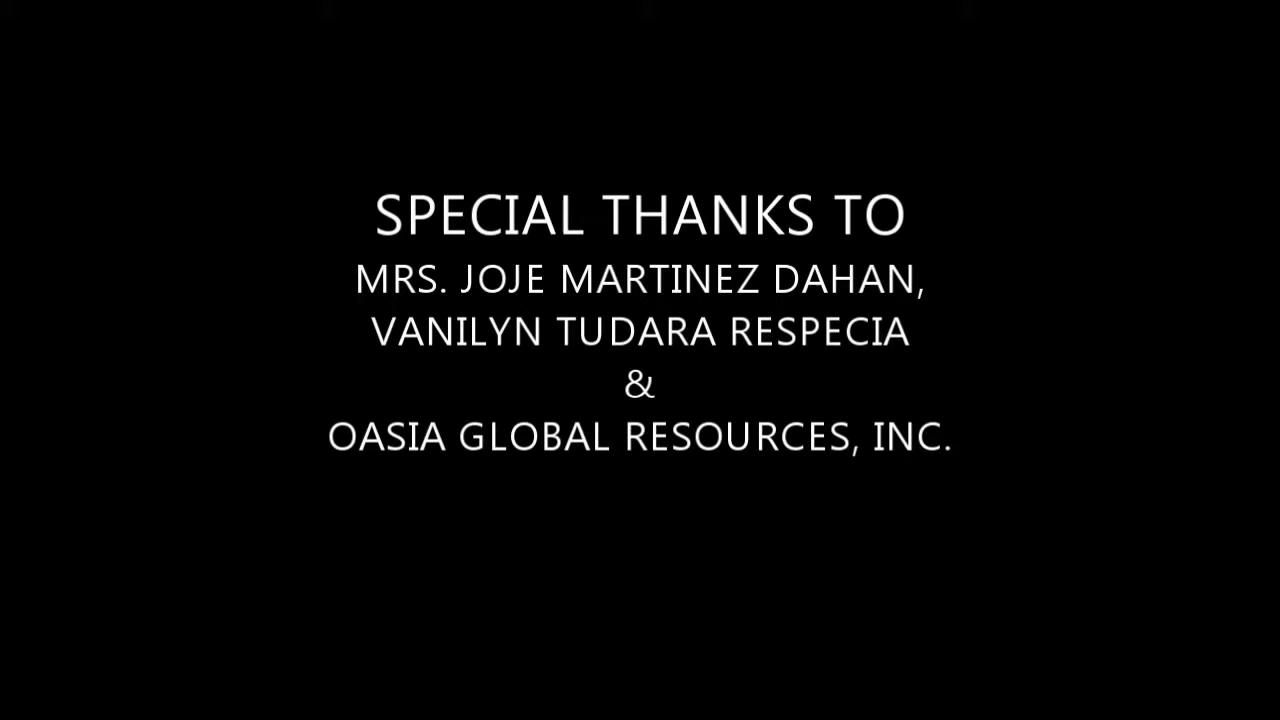 SPECIAL THANKS TO
MRS. JOJE MARTINEZ DAHAN,
VANILYN TUDARA RESPECIA
&
OASIA GLOBAL RESOURCES, INC.